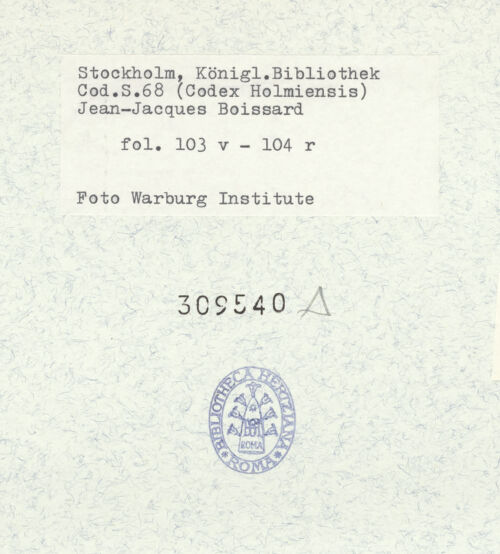 Stockholm, Königl.Bibliothek
Cod.S.68 (Codex Holmiensis)
Jean-Jacques Boissard
fol. 103 v - 104 r
Foto Warburg Institute
309540 Δ
BIBLIOTHECA HERTZIANA
ROMA
* ROMA *